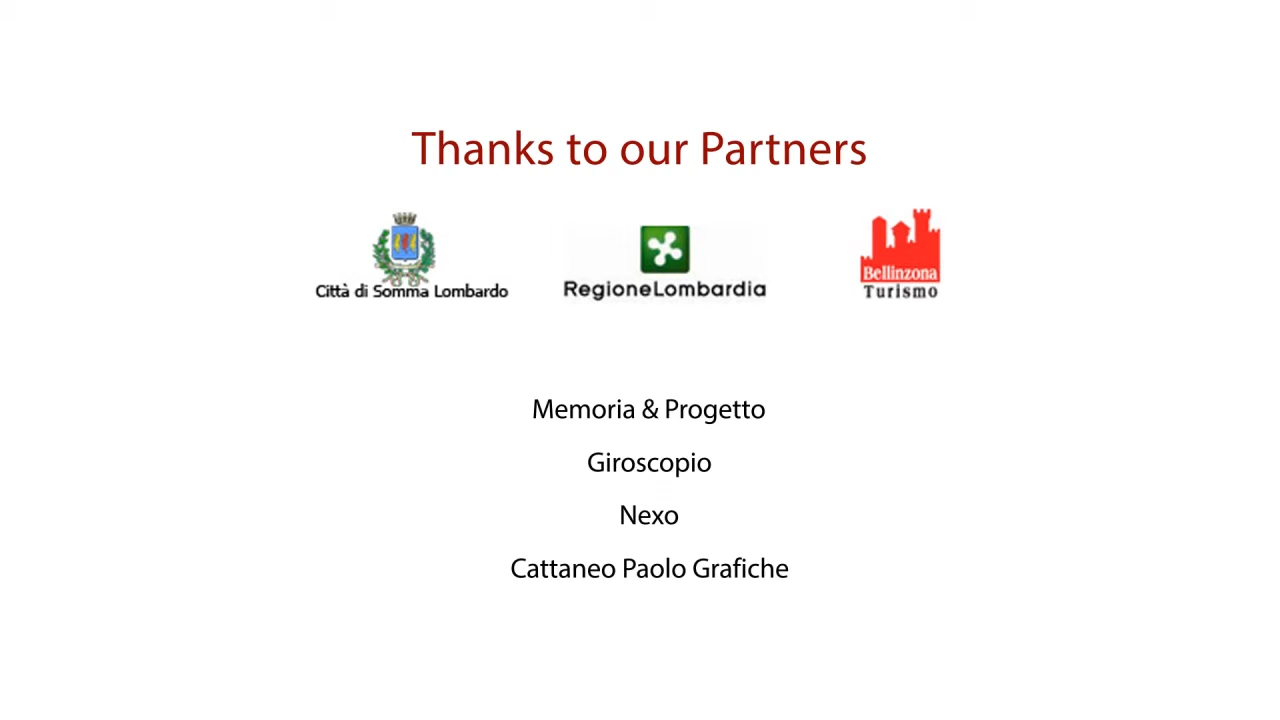 Thanks to our Partners
Città di Somma Lombardo
RegioneLombardia
Bellinzona
Turismo
Memoria & Progetto
Giroscopio
Nexo
Cattaneo Paolo Grafiche